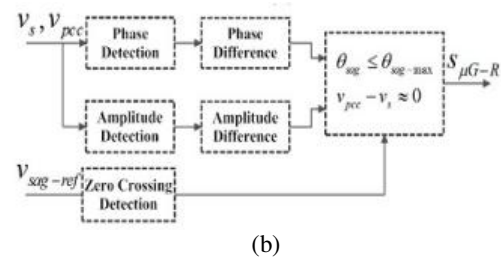 v_s, v_pcc
Phase Detection
Phase Difference
θ_sag ≤ θ_sag-max
v_pcc - v_s ≈ 0
S_μG-R
Amplitude Detection
Amplitude Difference
v_sag-ref
Zero Crossing Detection
(b)